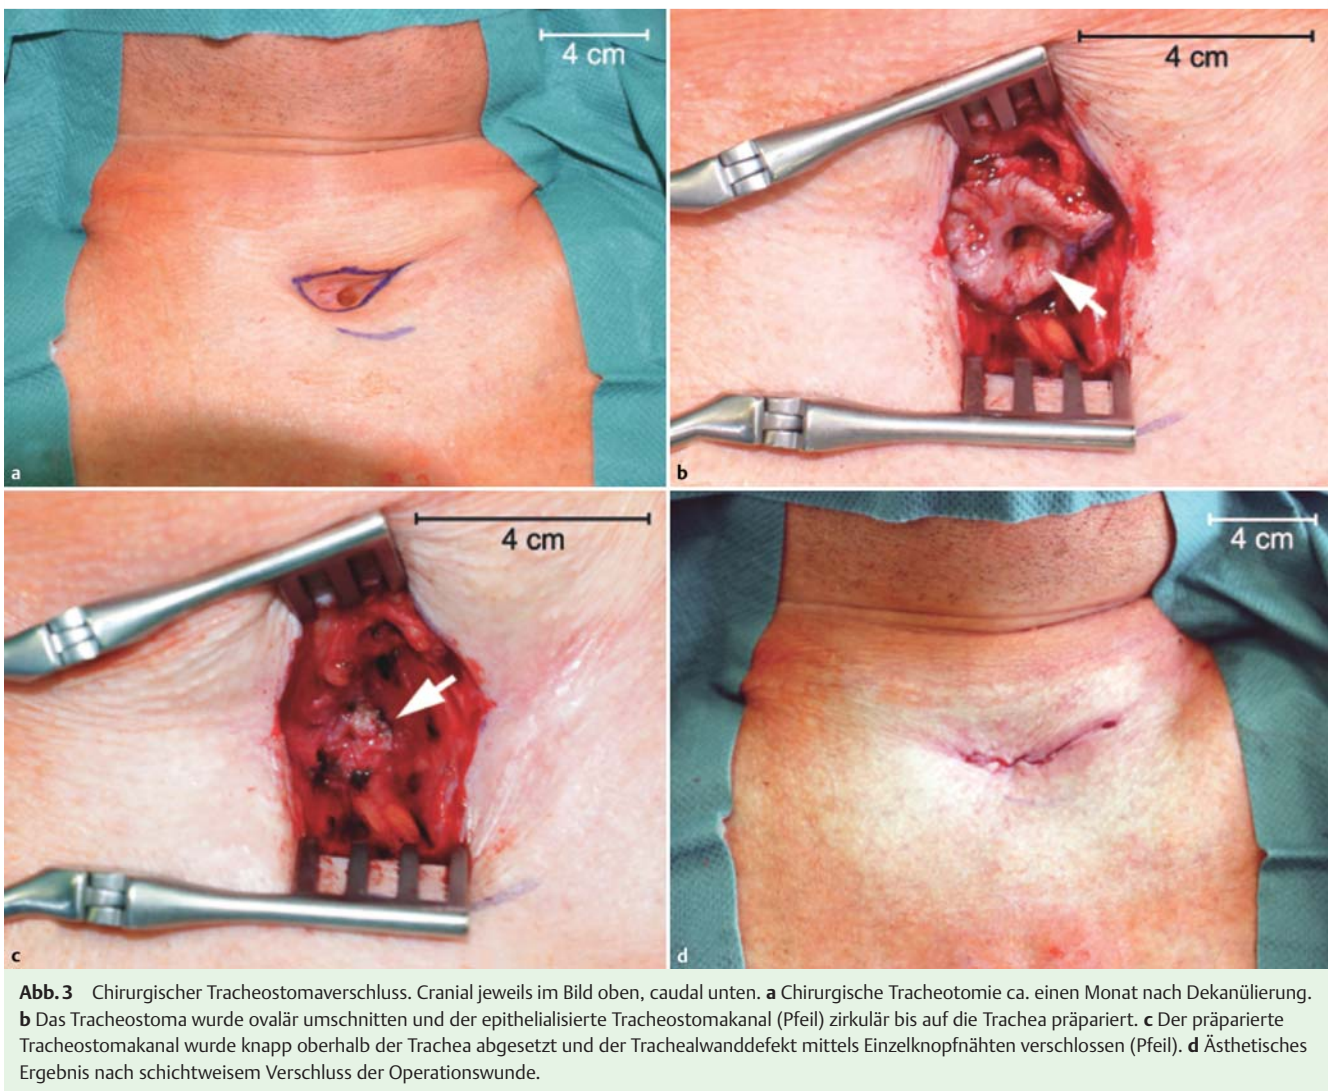 4 cm
4 cm
a
b
4 cm
4 cm
c
d
Abb. 3 Chirurgischer Tracheostomaverschluss. Cranial jeweils im Bild oben, caudal unten. a Chirurgische Tracheotomie ca. einen Monat nach Dekanülierung.
b Das Tracheostoma wurde ovalär umschnitten und der epithelialisierte Tracheostomakanal (Pfeil) zirkulär bis auf die Trachea präpariert. c Der präparierte
Tracheostomakanal wurde knapp oberhalb der Trachea abgesetzt und der Trachealwanddefekt mittels Einzelknopfnähten verschlossen (Pfeil). d Ästhetisches
Ergebnis nach schichtweisem Verschluss der Operationswunde.